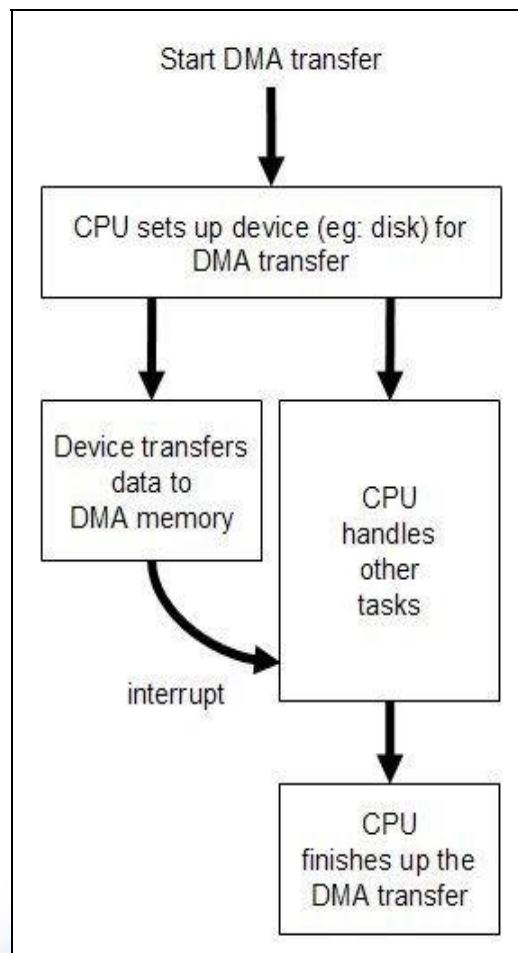 Start DMA transfer
CPU sets up device (eg: disk) for
DMA transfer
Device transfers
data to
DMA memory
CPU
handles
other
tasks
interrupt
CPU
finishes up the
DMA transfer